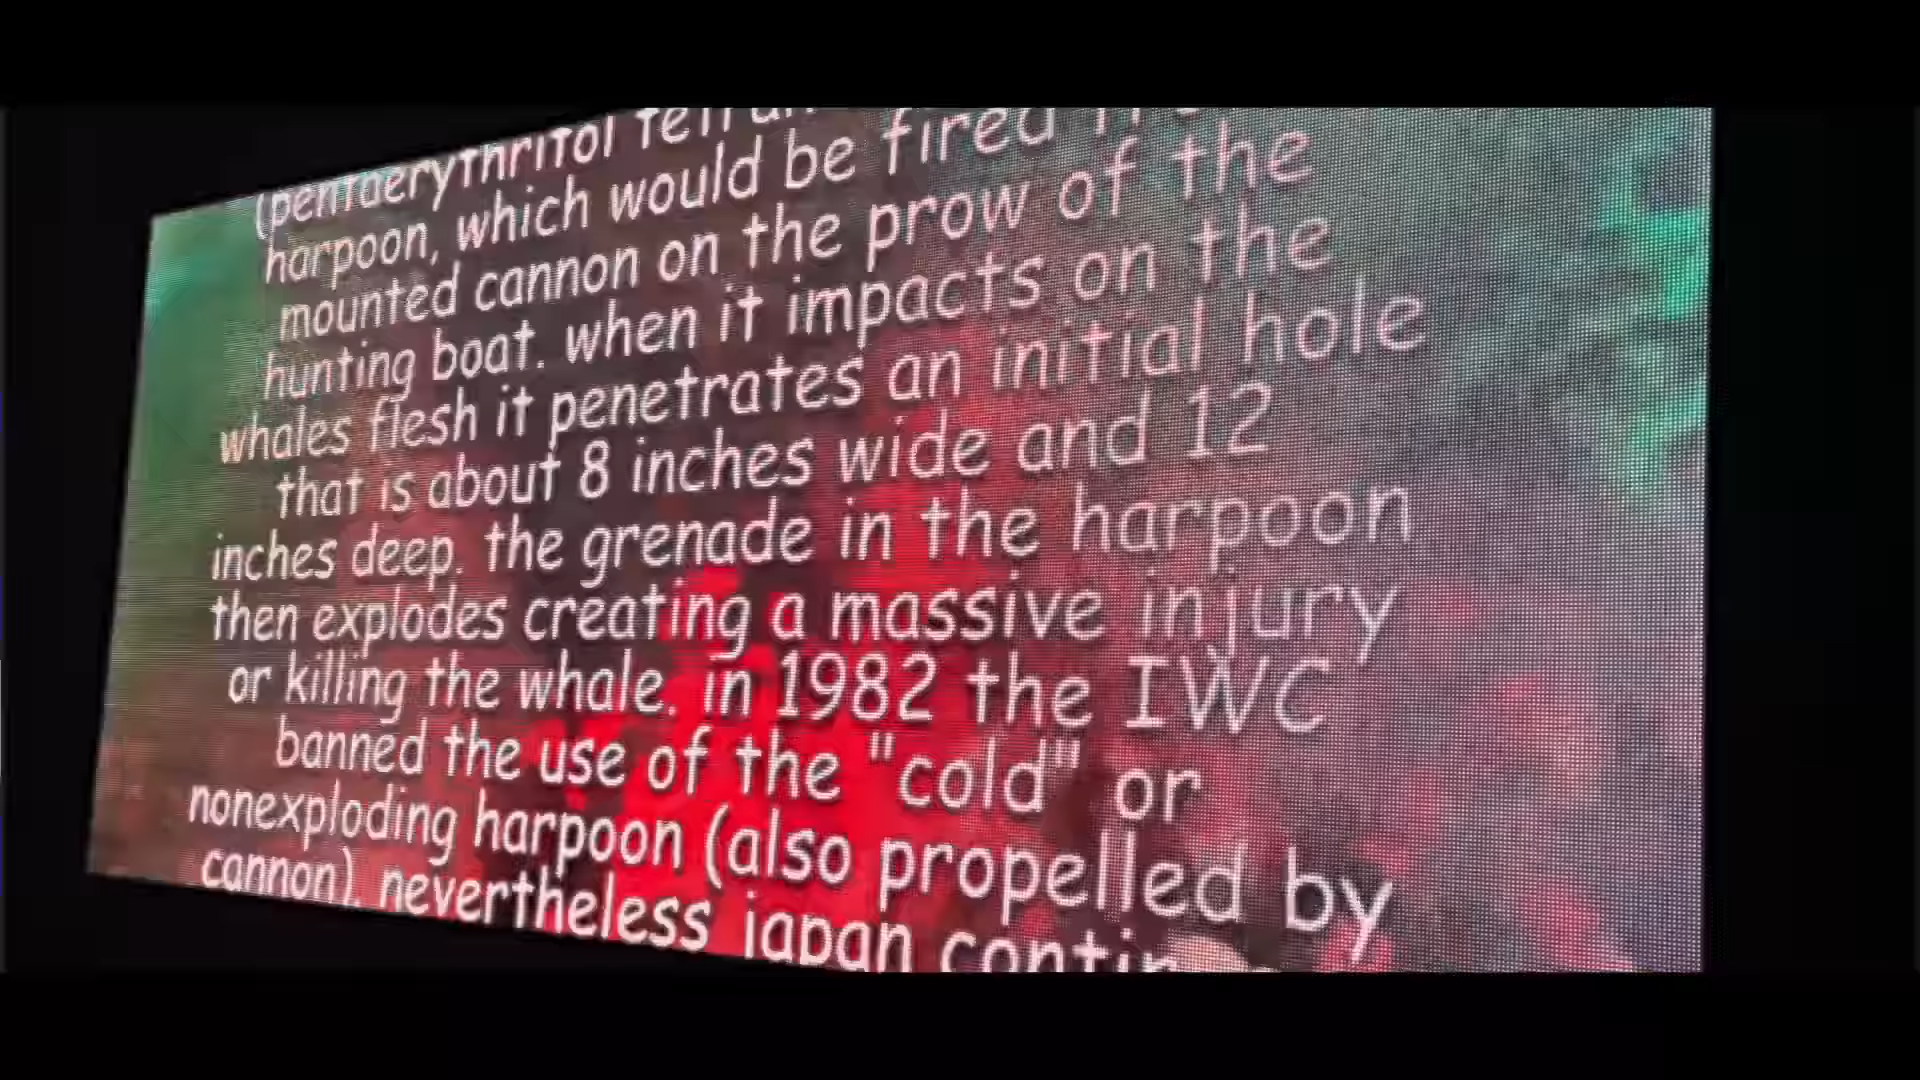 (pentaerythritol
harpoon, which would be fired
mounted cannon on the prow of the
hunting boat. when it impacts on the
whales flesh it penetrates an initial hole
that is about 8 inches wide and 12
inches deep. the grenade in the harpoon
then explodes creating a massive injury
or killing the whale. in 1982 the IWC
banned the use of the "cold" or
nonexploding harpoon (also propelled by
cannon). nevertheless japan